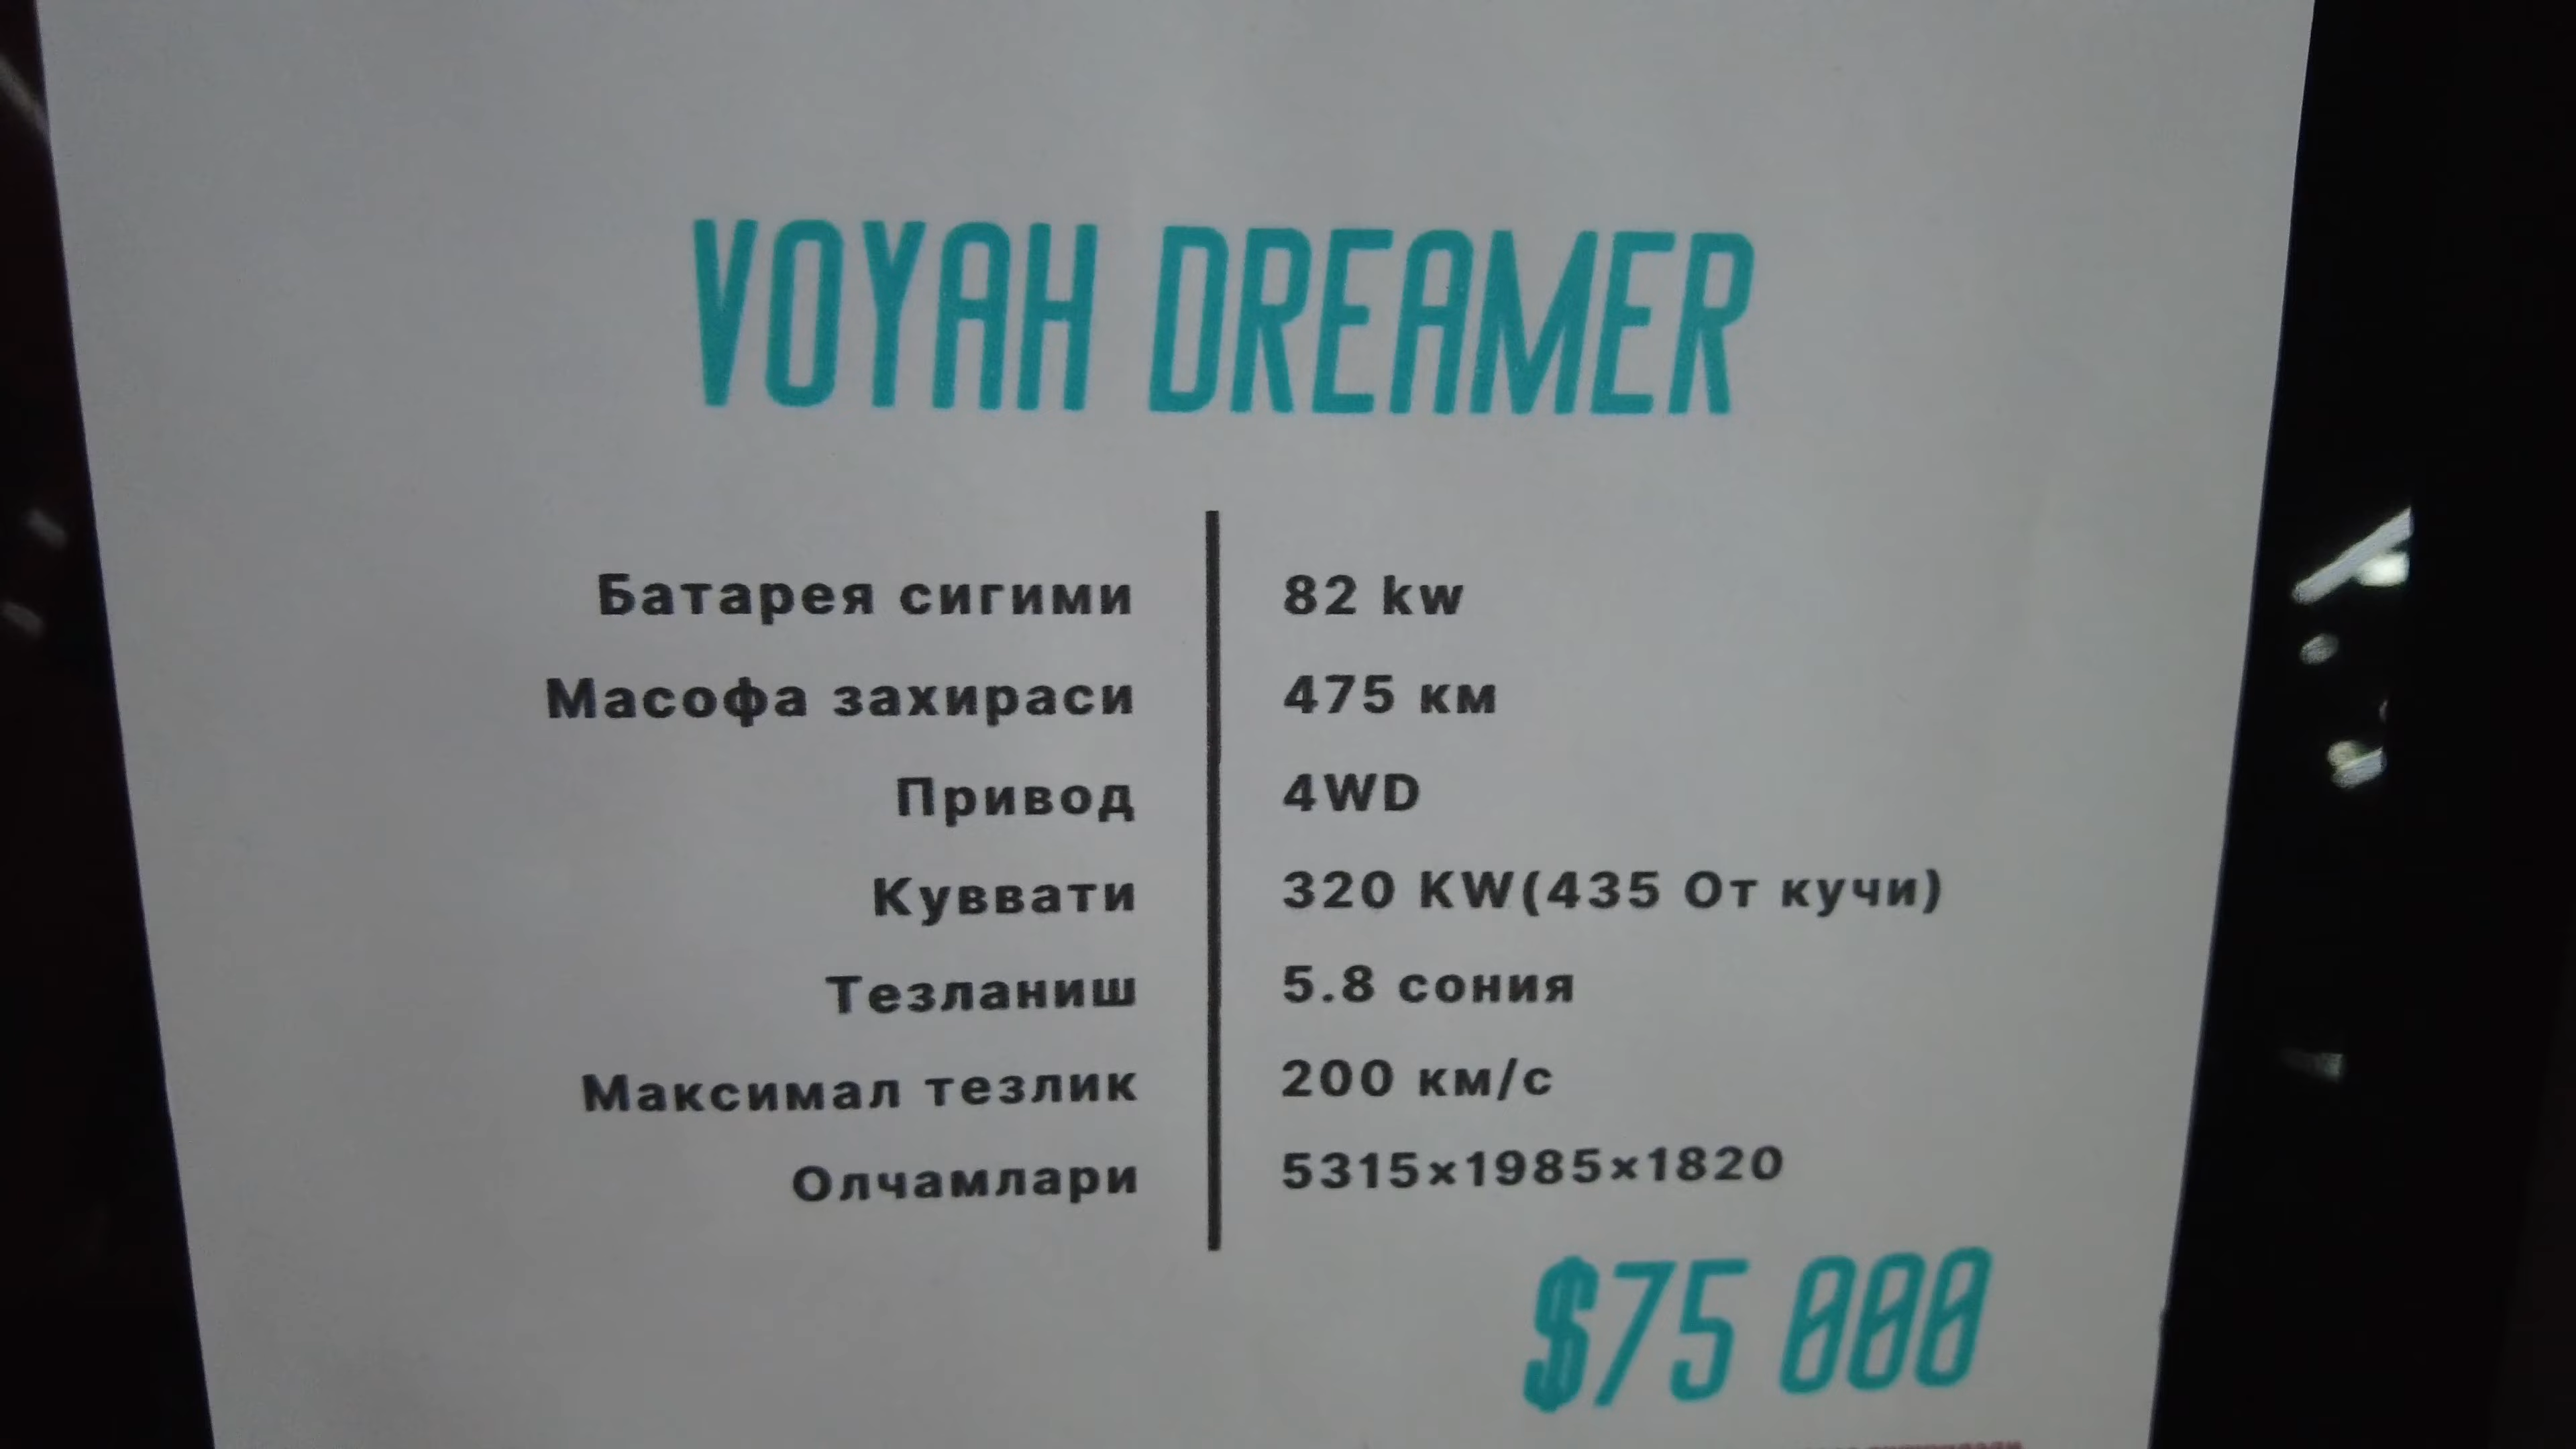 VOYAH DREAMER
Батарея сигими 82 kw
Масофа захираси 475 км
Привод 4WD
Куввати 320 KW(435 От кучи)
Тезланиш 5.8 сония
Максимал тезлик 200 км/с
Олчамлари 5315×1985×1820
$75 000